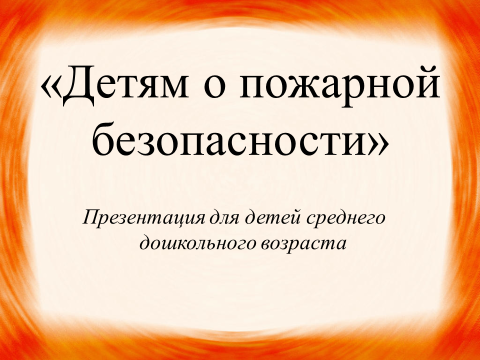 «Детям о пожарной
безопасности»
Презентация для детей среднего
дошкольного возраста